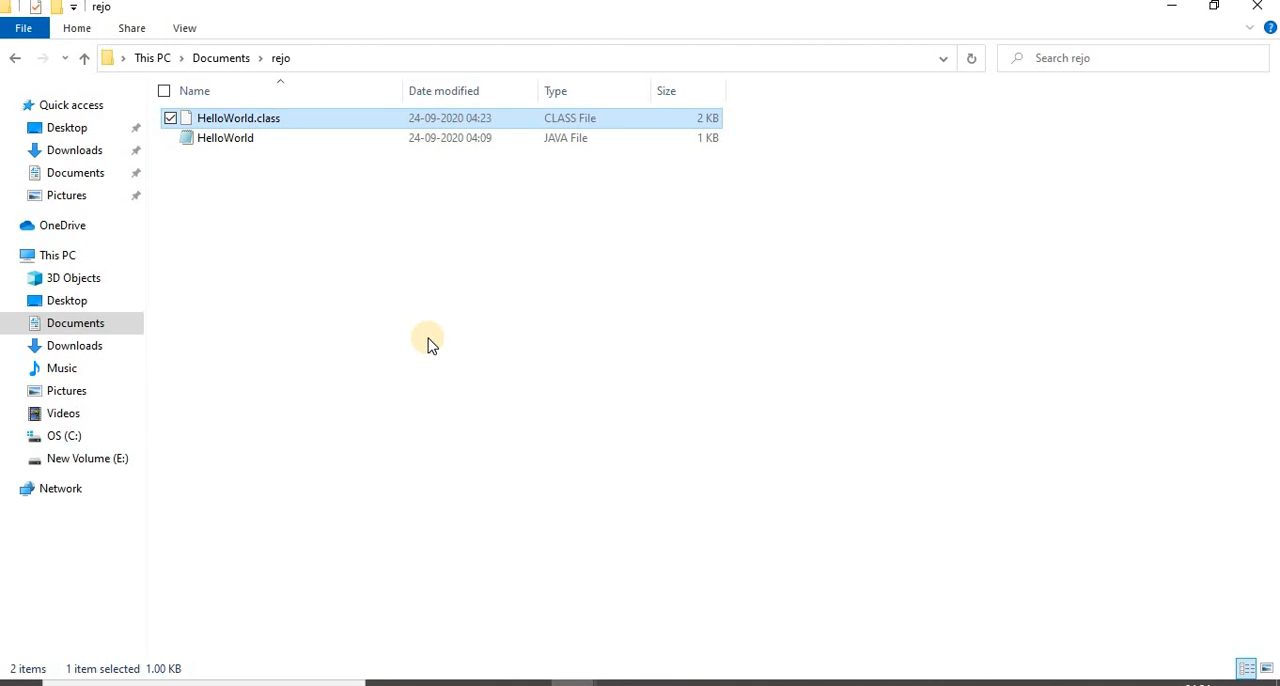 rejo
File Home Share View
This PC > Documents > rejo
Search rejo
Name Date modified Type Size
Quick access
HelloWorld.class 24-09-2020 04:23 CLASS File 2 KB
Desktop
HelloWorld 24-09-2020 04:09 JAVA File 1 KB
Downloads
Documents
Pictures
OneDrive
This PC
3D Objects
Desktop
Documents
Downloads
Music
Pictures
Videos
OS (C:)
New Volume (E:)
Network
2 items 1 item selected 1.00 KB